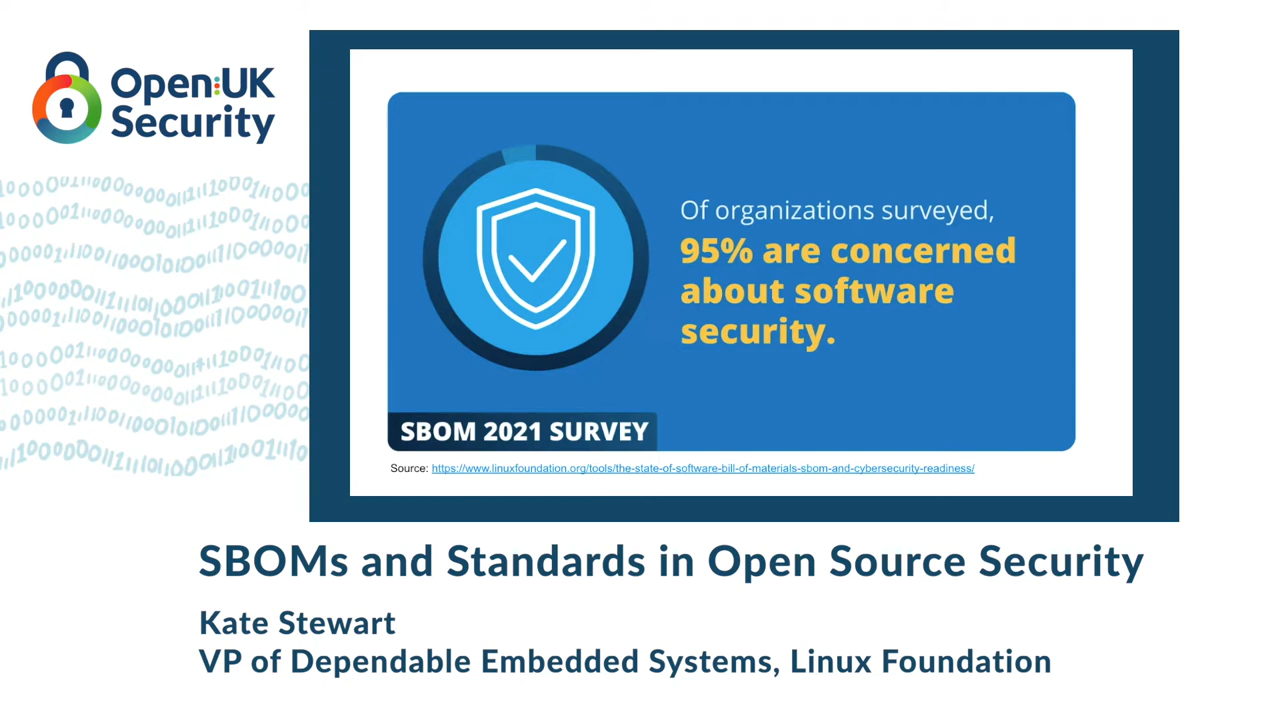 Open:UK
Security
Of organizations surveyed,
95% are concerned
about software
security.
SBOM 2021 SURVEY
Source: https://www.linuxfoundation.org/tools/the-state-of-software-bill-of-materials-sbom-and-cybersecurity-readiness/
SBOMs and Standards in Open Source Security
Kate Stewart
VP of Dependable Embedded Systems, Linux Foundation